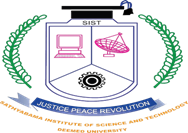 SIST
JUSTICE PEACE REVOLUTION
SATHYABAMA INSTITUTE OF SCIENCE AND TECHNOLOGY
DEEMED UNIVERSITY